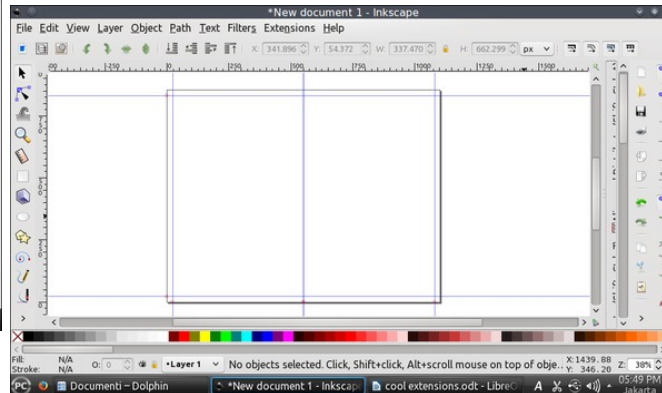 *New document 1 - Inkscape
File Edit View Layer Object Path Text Filters Extensions Help
X: 341.896 Y: 54.372 W: 337.470 H: 662.299 px
0 250 500 750 1000 1250 1500
Fill: N/A
Stroke: N/A
O: 0
•Layer 1
No objects selected. Click, Shift+click, Alt+scroll mouse on top of obje..
X:1439.88
Y: 346.20
Z: 38%
PC
Documenti – Dolphin
*New document 1 - Inkscap
cool extensions.odt - LibreO
A
05:49 PM
Jakarta